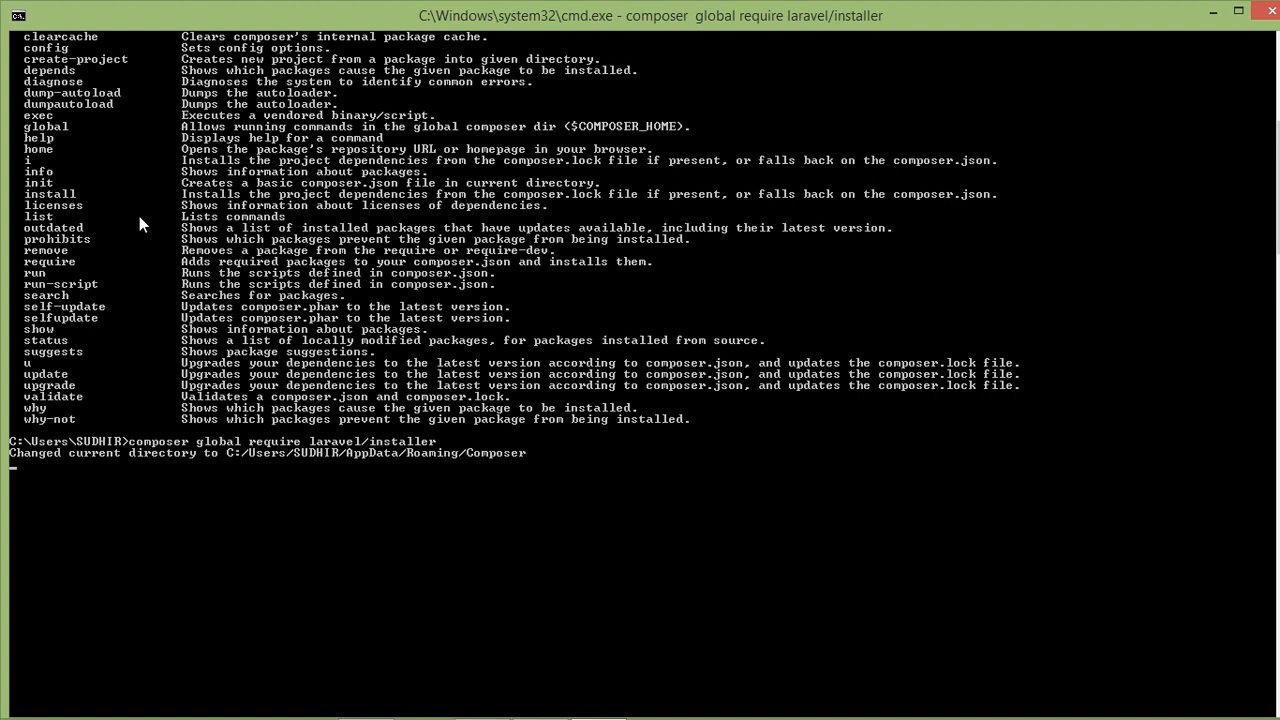 C:\Windows\system32\cmd.exe - composer  global require laravel/installer
clearcache           Clears composer's internal package cache.
config               Sets config options.
create-project       Creates new project from a package into given directory.
depends              Shows which packages cause the given package to be installed.
diagnose             Diagnoses the system to identify common errors.
dump-autoload        Dumps the autoloader.
dumpautoload         Dumps the autoloader.
exec                 Executes a vendored binary/script.
global               Allows running commands in the global composer dir ($COMPOSER_HOME).
help                 Displays help for a command
home                 Opens the package's repository URL or homepage in your browser.
i                    Installs the project dependencies from the composer.lock file if present, or falls back on the composer.json.
info                 Shows information about packages.
init                 Creates a basic composer.json file in current directory.
install              Installs the project dependencies from the composer.lock file if present, or falls back on the composer.json.
licenses             Shows information about licenses of dependencies.
list                 Lists commands
outdated             Shows a list of installed packages that have updates available, including their latest version.
prohibits            Shows which packages prevent the given package from being installed.
remove               Removes a package from the require or require-dev.
require              Adds required packages to your composer.json and installs them.
run                  Runs the scripts defined in composer.json.
run-script           Runs the scripts defined in composer.json.
search               Searches for packages.
self-update          Updates composer.phar to the latest version.
selfupdate           Updates composer.phar to the latest version.
show                 Shows information about packages.
status               Shows a list of locally modified packages, for packages installed from source.
suggests             Shows package suggestions.
u                    Upgrades your dependencies to the latest version according to composer.json, and updates the composer.lock file.
update               Upgrades your dependencies to the latest version according to composer.json, and updates the composer.lock file.
upgrade              Upgrades your dependencies to the latest version according to composer.json, and updates the composer.lock file.
validate             Validates a composer.json and composer.lock.
why                  Shows which packages cause the given package to be installed.
why-not              Shows which packages prevent the given package from being installed.
C:\Users\SUDHIR>composer global require laravel/installer
Changed current directory to C:/Users/SUDHIR/AppData/Roaming/Composer